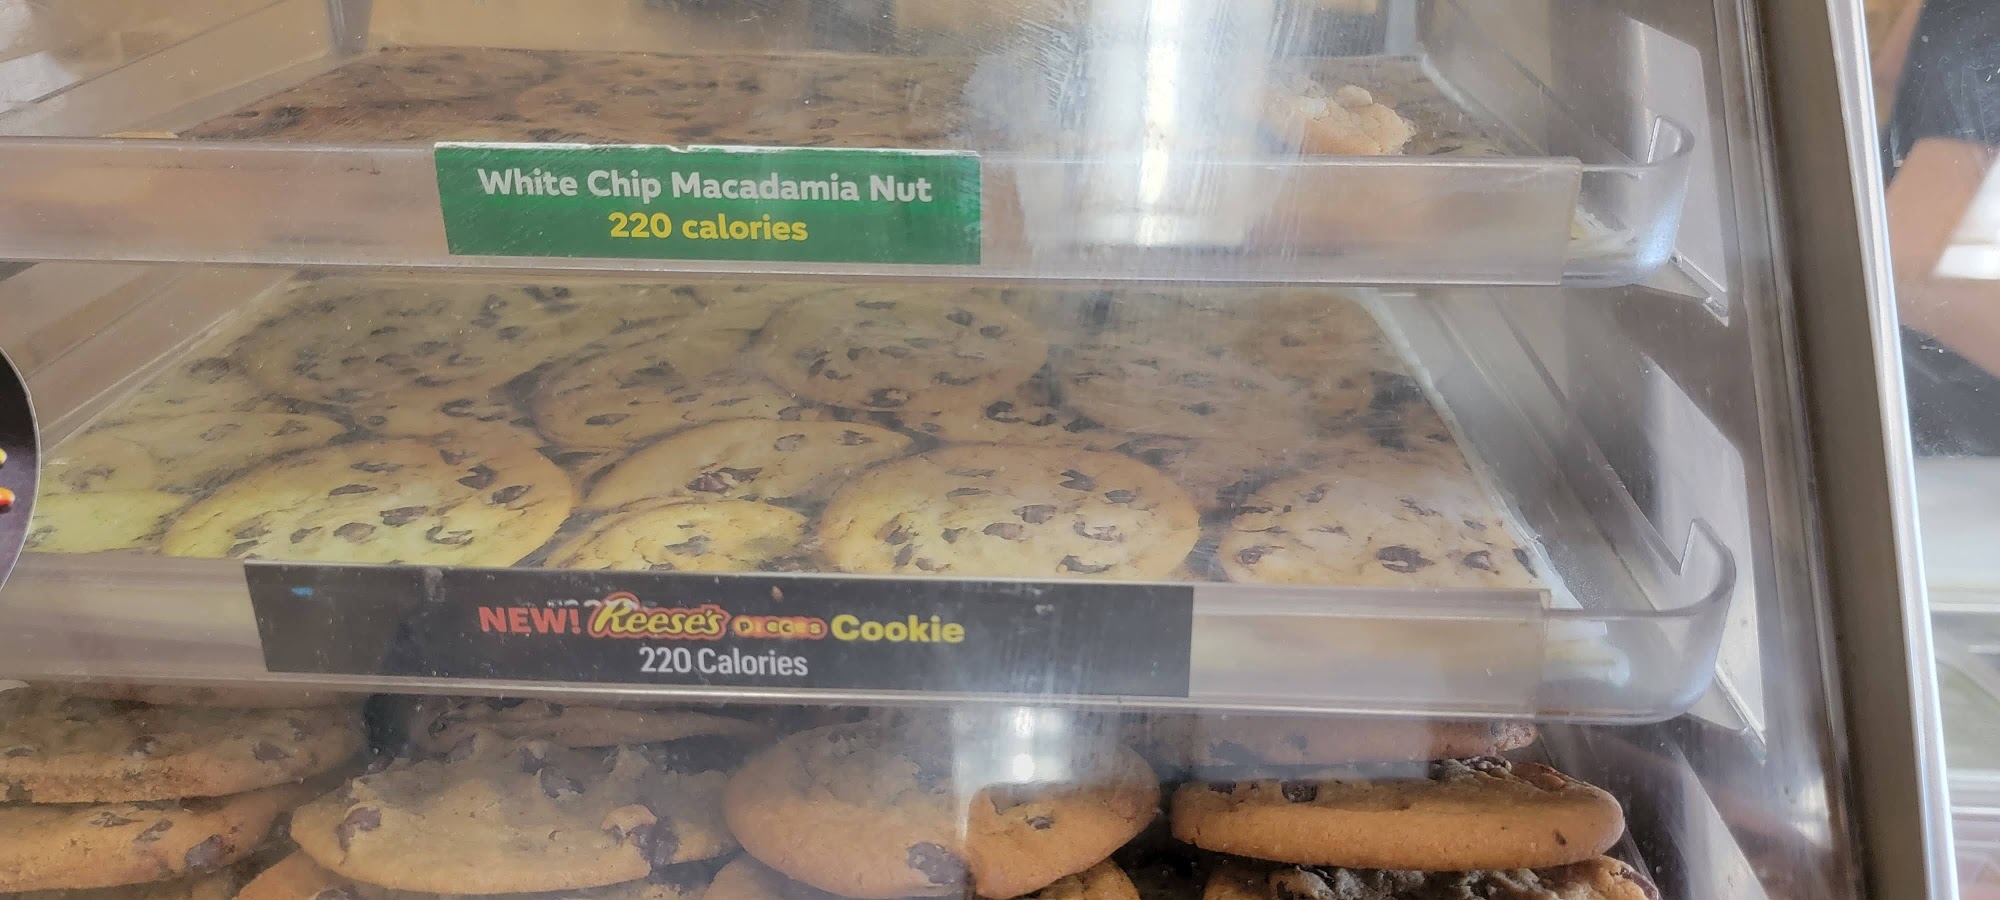 White Chip Macadamia Nut
220 calories
NEW! Reese's PIECES Cookie
220 Calories